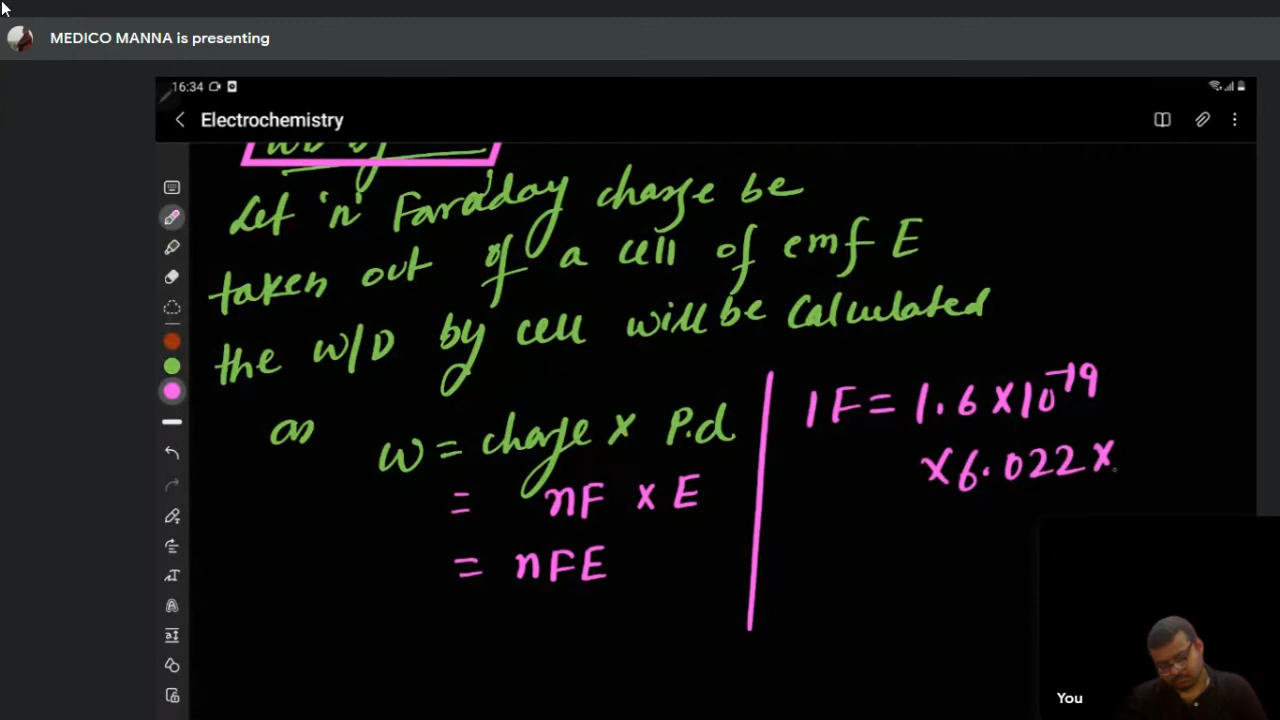 MEDICO MANNA is presenting
16:34
Electrochemistry
Let 'n' Faraday charge be
taken out of a cell of emf E
the W/D by cell will be calculated
as
W = charge x P.d
= nF x E
= nFE
1F = 1.6 x 10⁻¹⁹
x 6.022 x
You